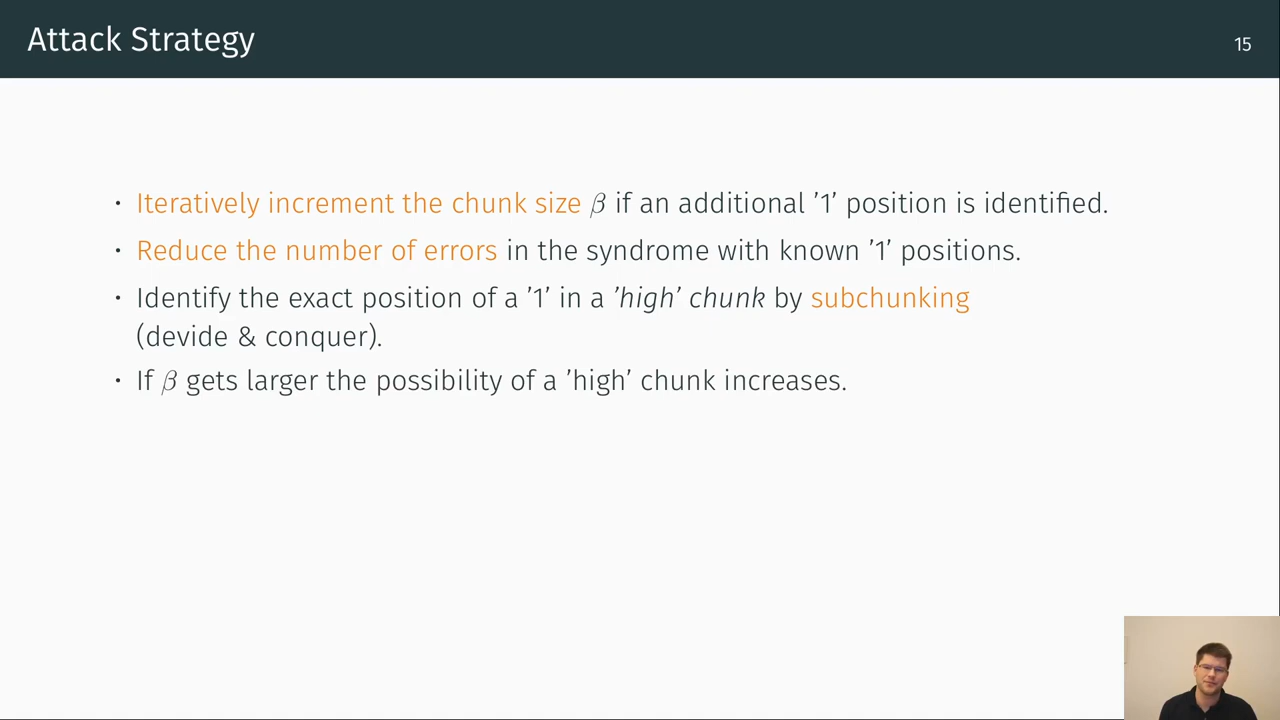 Attack Strategy
15
• Iteratively increment the chunk size β if an additional ’1’ position is identified.
• Reduce the number of errors in the syndrome with known ’1’ positions.
• Identify the exact position of a ’1’ in a ’high’ chunk by subchunking
(devide & conquer).
• If β gets larger the possibility of a ’high’ chunk increases.